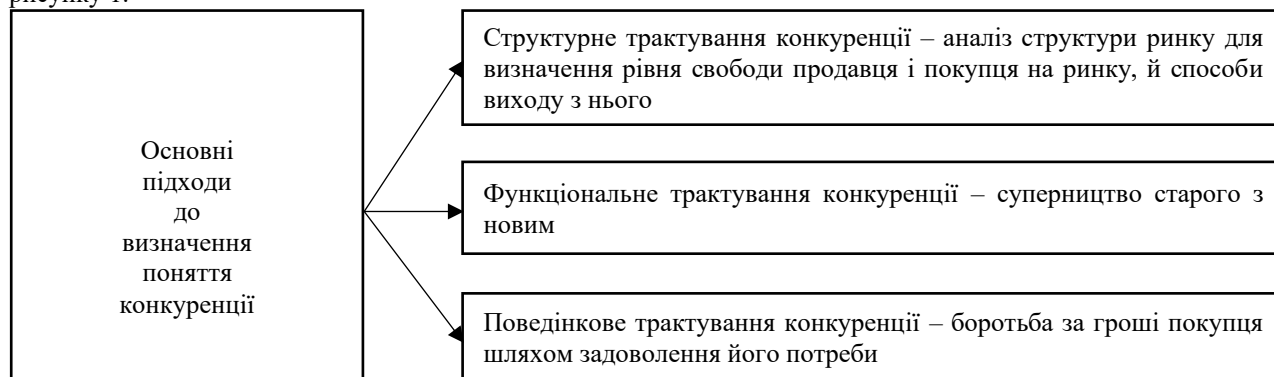 рисунку 1.
Основні
підходи
до
визначення
поняття
конкуренції
Структурне трактування конкуренції – аналіз структури ринку для
визначення рівня свободи продавця і покупця на ринку, й способи
виходу з нього
Функціональне трактування конкуренції – суперництво старого з
новим
Поведінкове трактування конкуренції – боротьба за гроші покупця
шляхом задоволення його потреби